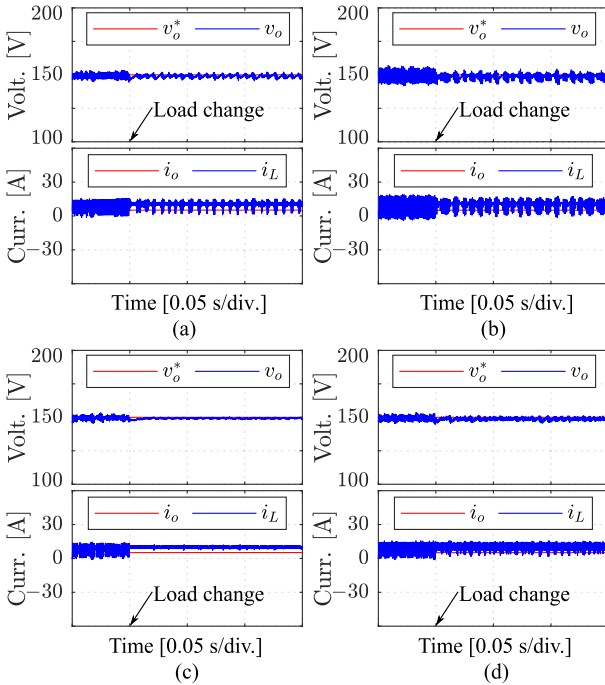 200
150
100
Volt. [V]
v_o^* v_o
Load change
30
0
−30
Curr. [A]
i_o i_L
Time [0.05 s/div.]
(a)
200
150
100
Volt. [V]
v_o^* v_o
Load change
30
0
−30
Curr. [A]
i_o i_L
Time [0.05 s/div.]
(b)
200
150
100
Volt. [V]
v_o^* v_o
30
0
−30
Curr. [A]
i_o i_L
Load change
Time [0.05 s/div.]
(c)
200
150
100
Volt. [V]
v_o^* v_o
30
0
−30
Curr. [A]
i_o i_L
Load change
Time [0.05 s/div.]
(d)